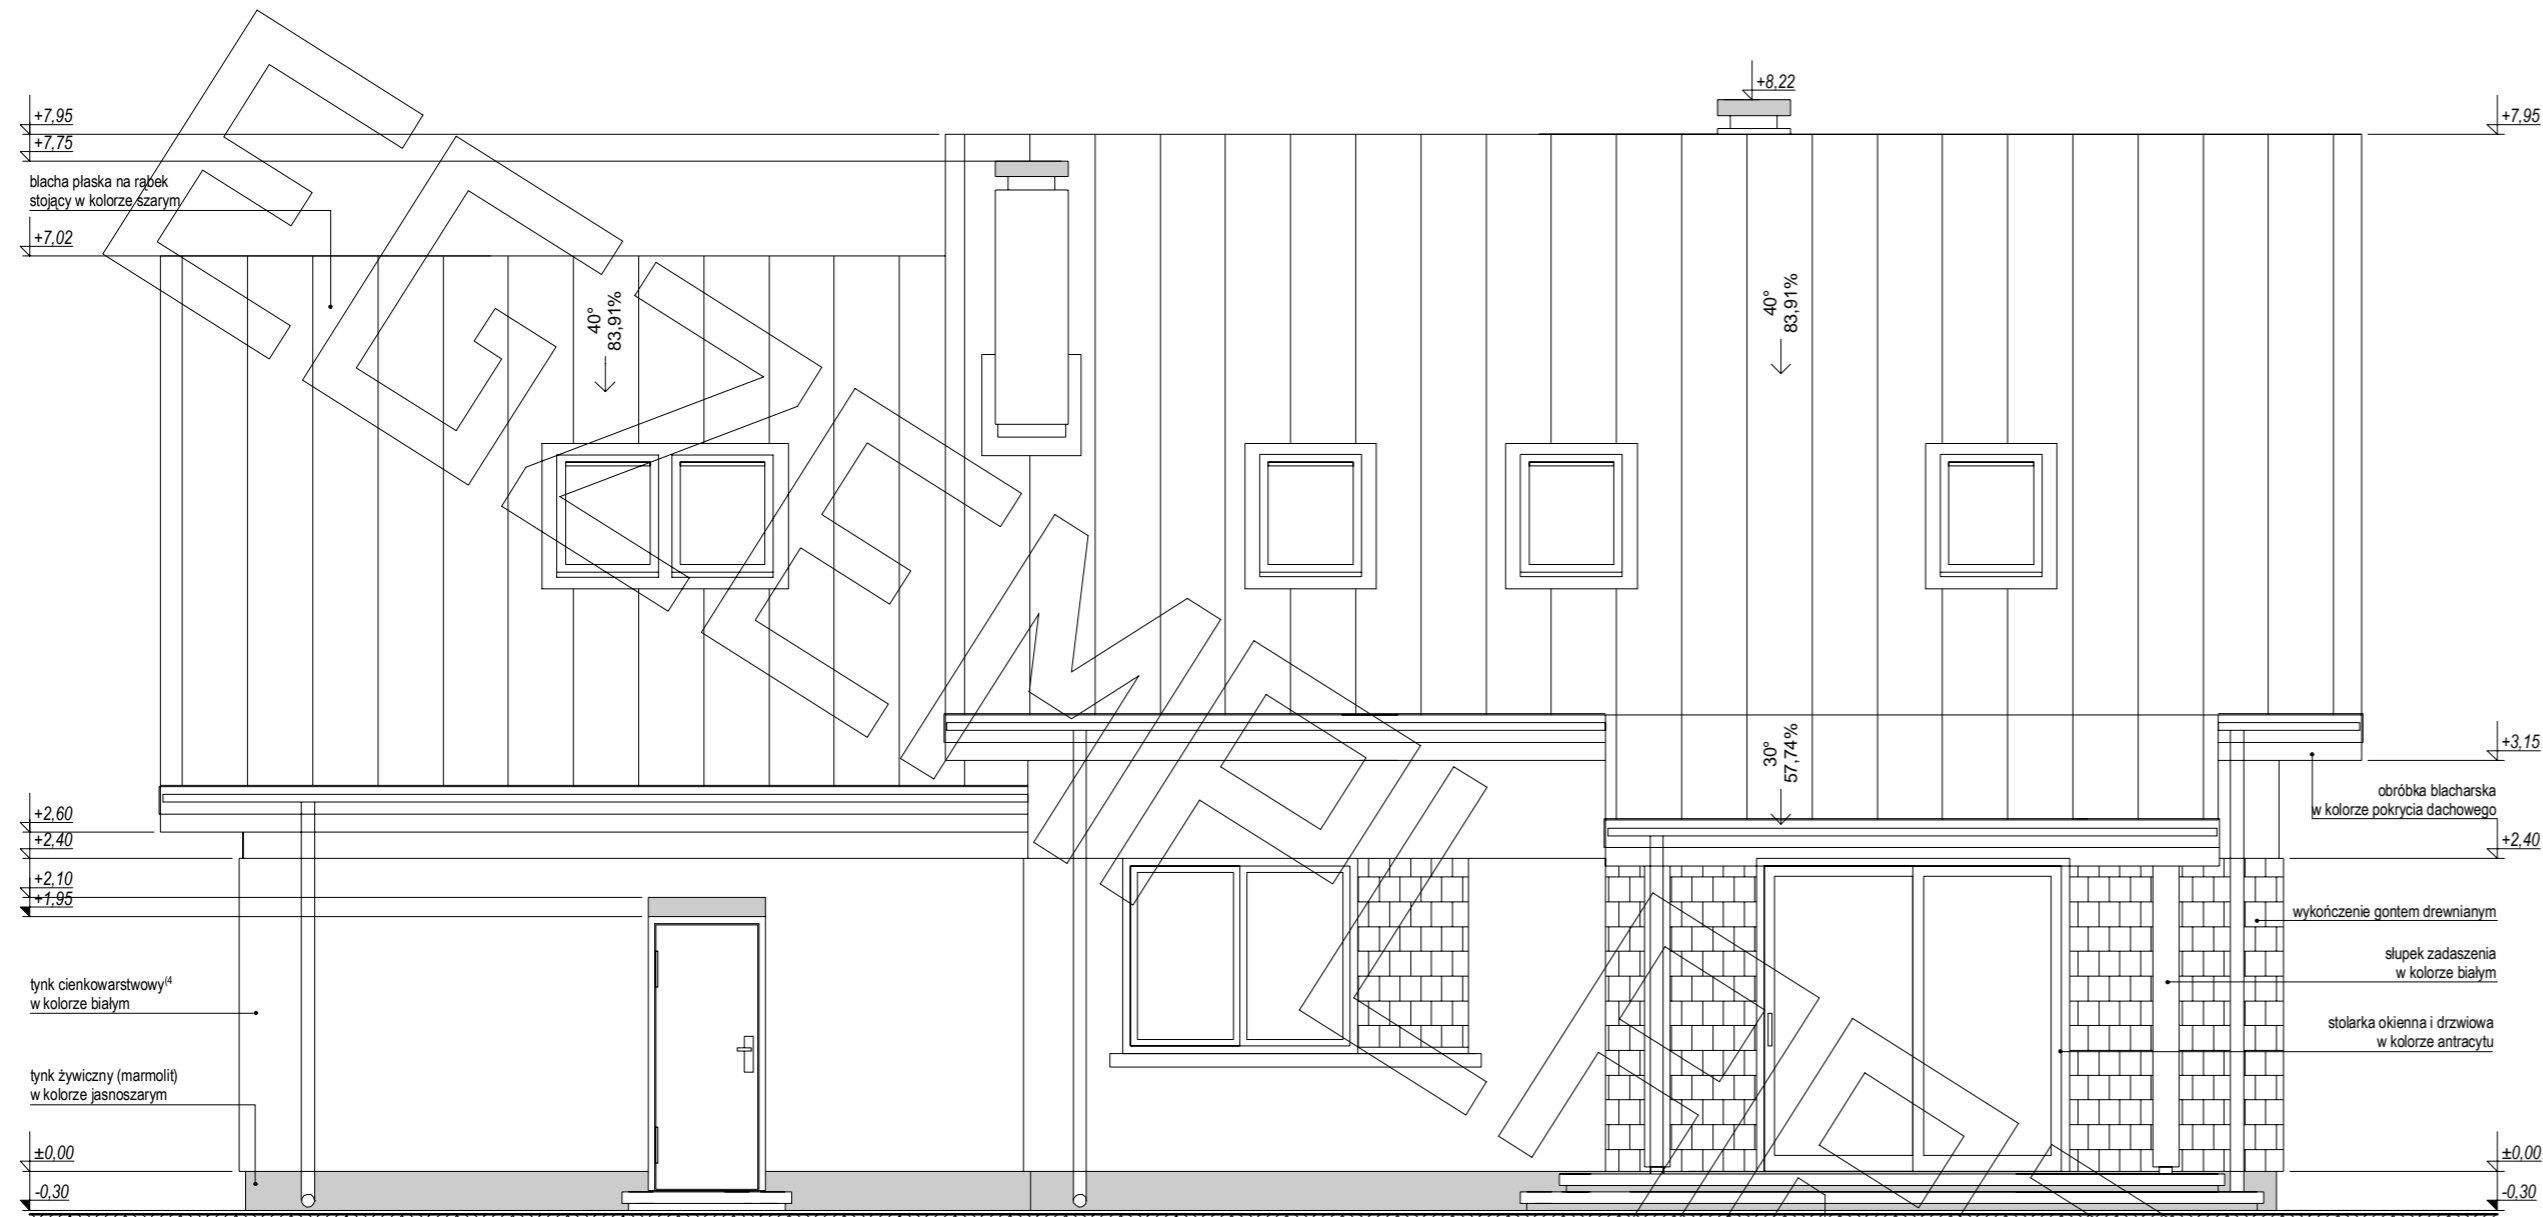 +8,22
+7,95
+7,95
+7,75
blacha płaska na rąbek
stojący w kolorze szarym
+7,02
40°
83,91%
40°
83,91%
30°
57,74%
+3,15
obróbka blacharska
w kolorze pokrycia dachowego
+2,60
+2,40
+2,40
+2,10
+1,95
wykończenie gontem drewnianym
słupek zadaszenia
w kolorze białym
tynk cienkowarstwowy⁽⁴
w kolorze białym
stolarka okienna i drzwiowa
w kolorze antracytu
tynk żywiczny (marmolit)
w kolorze jasnoszarym
±0,00
±0,00
-0,30
-0,30